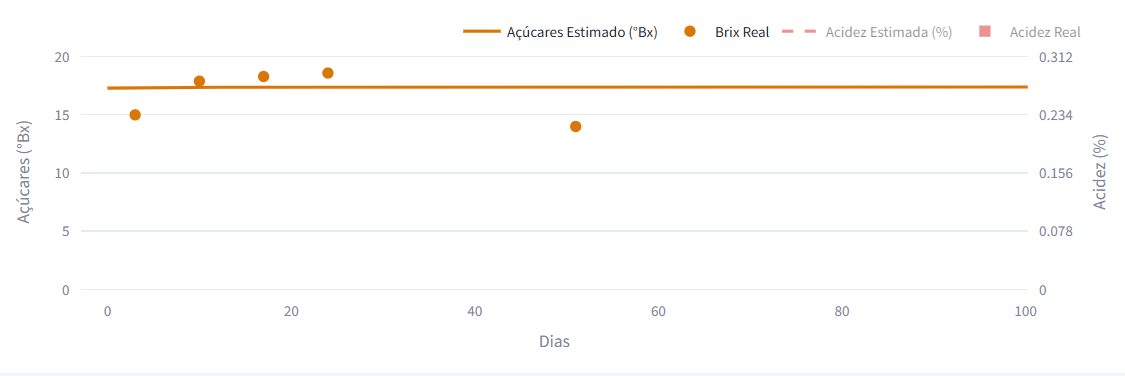 Açúcares Estimado (°Bx) Brix Real Acidez Estimada (%) Acidez Real
20 0.312
15 0.234
10 0.156
5 0.078
0 0
Açúcares (°Bx)
Acidez (%)
0 20 40 60 80 100
Dias